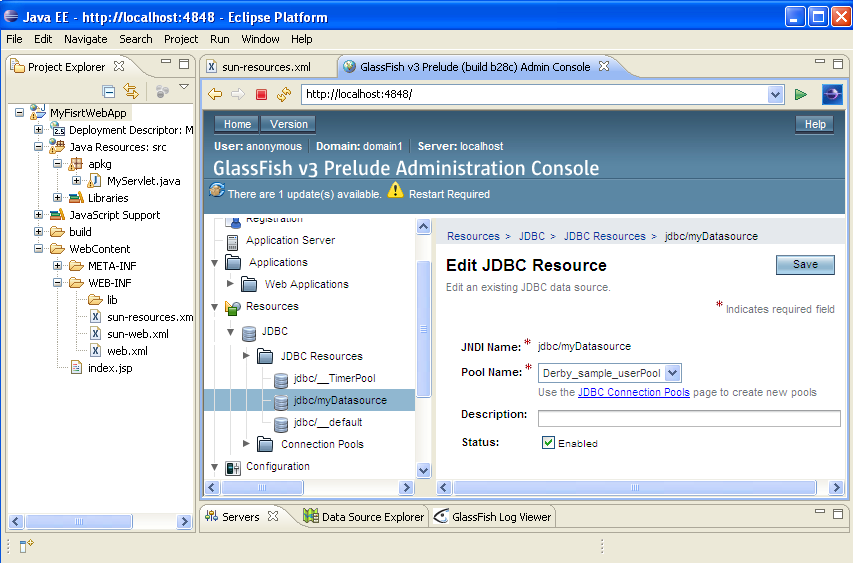 Java EE - http://localhost:4848 - Eclipse Platform
File Edit Navigate Search Project Run Window Help
Project Explorer
MyFisrtWebApp
Deployment Descriptor: M
Java Resources: src
apkg
MyServlet.java
Libraries
JavaScript Support
build
WebContent
META-INF
WEB-INF
lib
sun-resources.xm
sun-web.xml
web.xml
index.jsp
sun-resources.xml
GlassFish v3 Prelude (build b28c) Admin Console
http://localhost:4848/
Home Version Help
User: anonymous Domain: domain1 Server: localhost
GlassFish v3 Prelude Administration Console
There are 1 update(s) available. Restart Required
Registration
Application Server
Applications
Web Applications
Resources
JDBC
JDBC Resources
jdbc/__TimerPool
jdbc/myDatasource
jdbc/__default
Connection Pools
Configuration
Resources > JDBC > JDBC Resources > jdbc/myDatasource
Edit JDBC Resource
Save
Edit an existing JDBC data source.
* Indicates required field
JNDI Name: * jdbc/myDatasource
Pool Name: * Derby_sample_userPool
Use the JDBC Connection Pools page to create new pools
Description:
Status: Enabled
Servers
Data Source Explorer
GlassFish Log Viewer